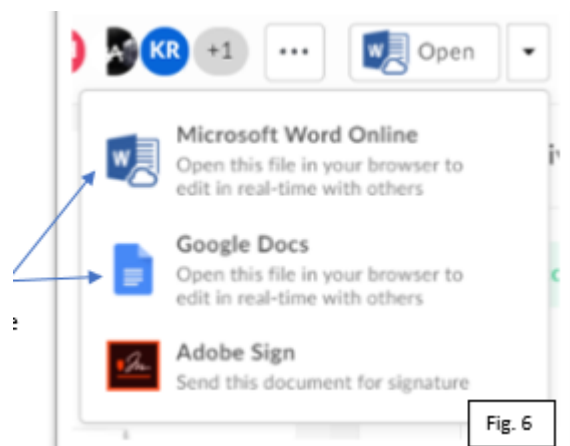 KR +1 ... Open
Microsoft Word Online
Open this file in your browser to
edit in real-time with others
Google Docs
Open this file in your browser to
edit in real-time with others
e
Adobe Sign
Send this document for signature
Fig. 6